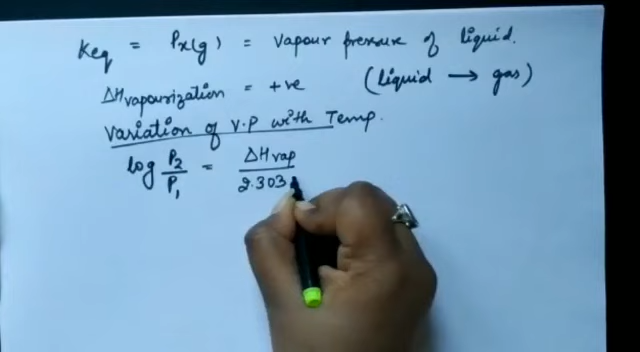 Keq = Px(g) = Vapour pressure of liquid.
ΔHvapourization = +ve (liquid → gas)
Variation of V.P with Temp.
log P2/P1 = ΔHvap/2.303